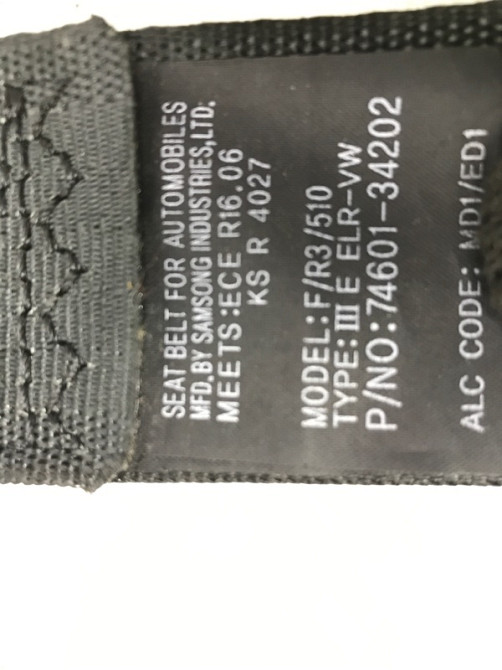 SEAT BELT FOR AUTOMOBILES
MFD.BY SAMSONG INDUSTRIES,LTD.
MEETS:ECE R16.06
KS R 4027
MODEL:F/R3/510
TYPE:III E ELR-VW
P/NO:74601-34202
ALC CODE: MD1/ED1